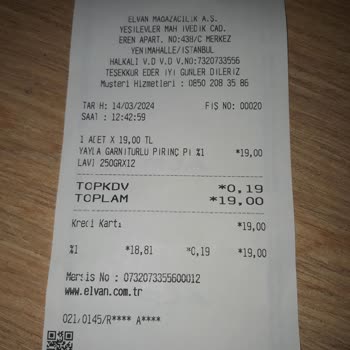 ELVAN MAĞAZACILIK A.Ş.
YEŞİLEVLER MAH İVEDİK CAD.
EREN APART. NO:438/C MERKEZ
YENİMAHALLE/İSTANBUL
HALKALI V.D V.D V.NO:7320733556
TEŞEKKÜR EDER İYİ GÜNLER DİLERİZ
Müşteri Hizmetleri : 0850 208 35 86
TARİH: 14/03/2024 FİŞ NO: 00020
SAAT : 12:42:59
1 ADET X 19,00 TL
YAYLA GARNİTÜRLÜ PİRİNÇ Pİ %1 *19,00
LAVI 250GRX12
TOPKDV *0,19
TOPLAM *19,00
Kredi Kartı *19,00
%1 *18,81 *0,19 *19,00
Mersis No : 0732073355600012
www.elvan.com.tr
021/0145/R**** A****